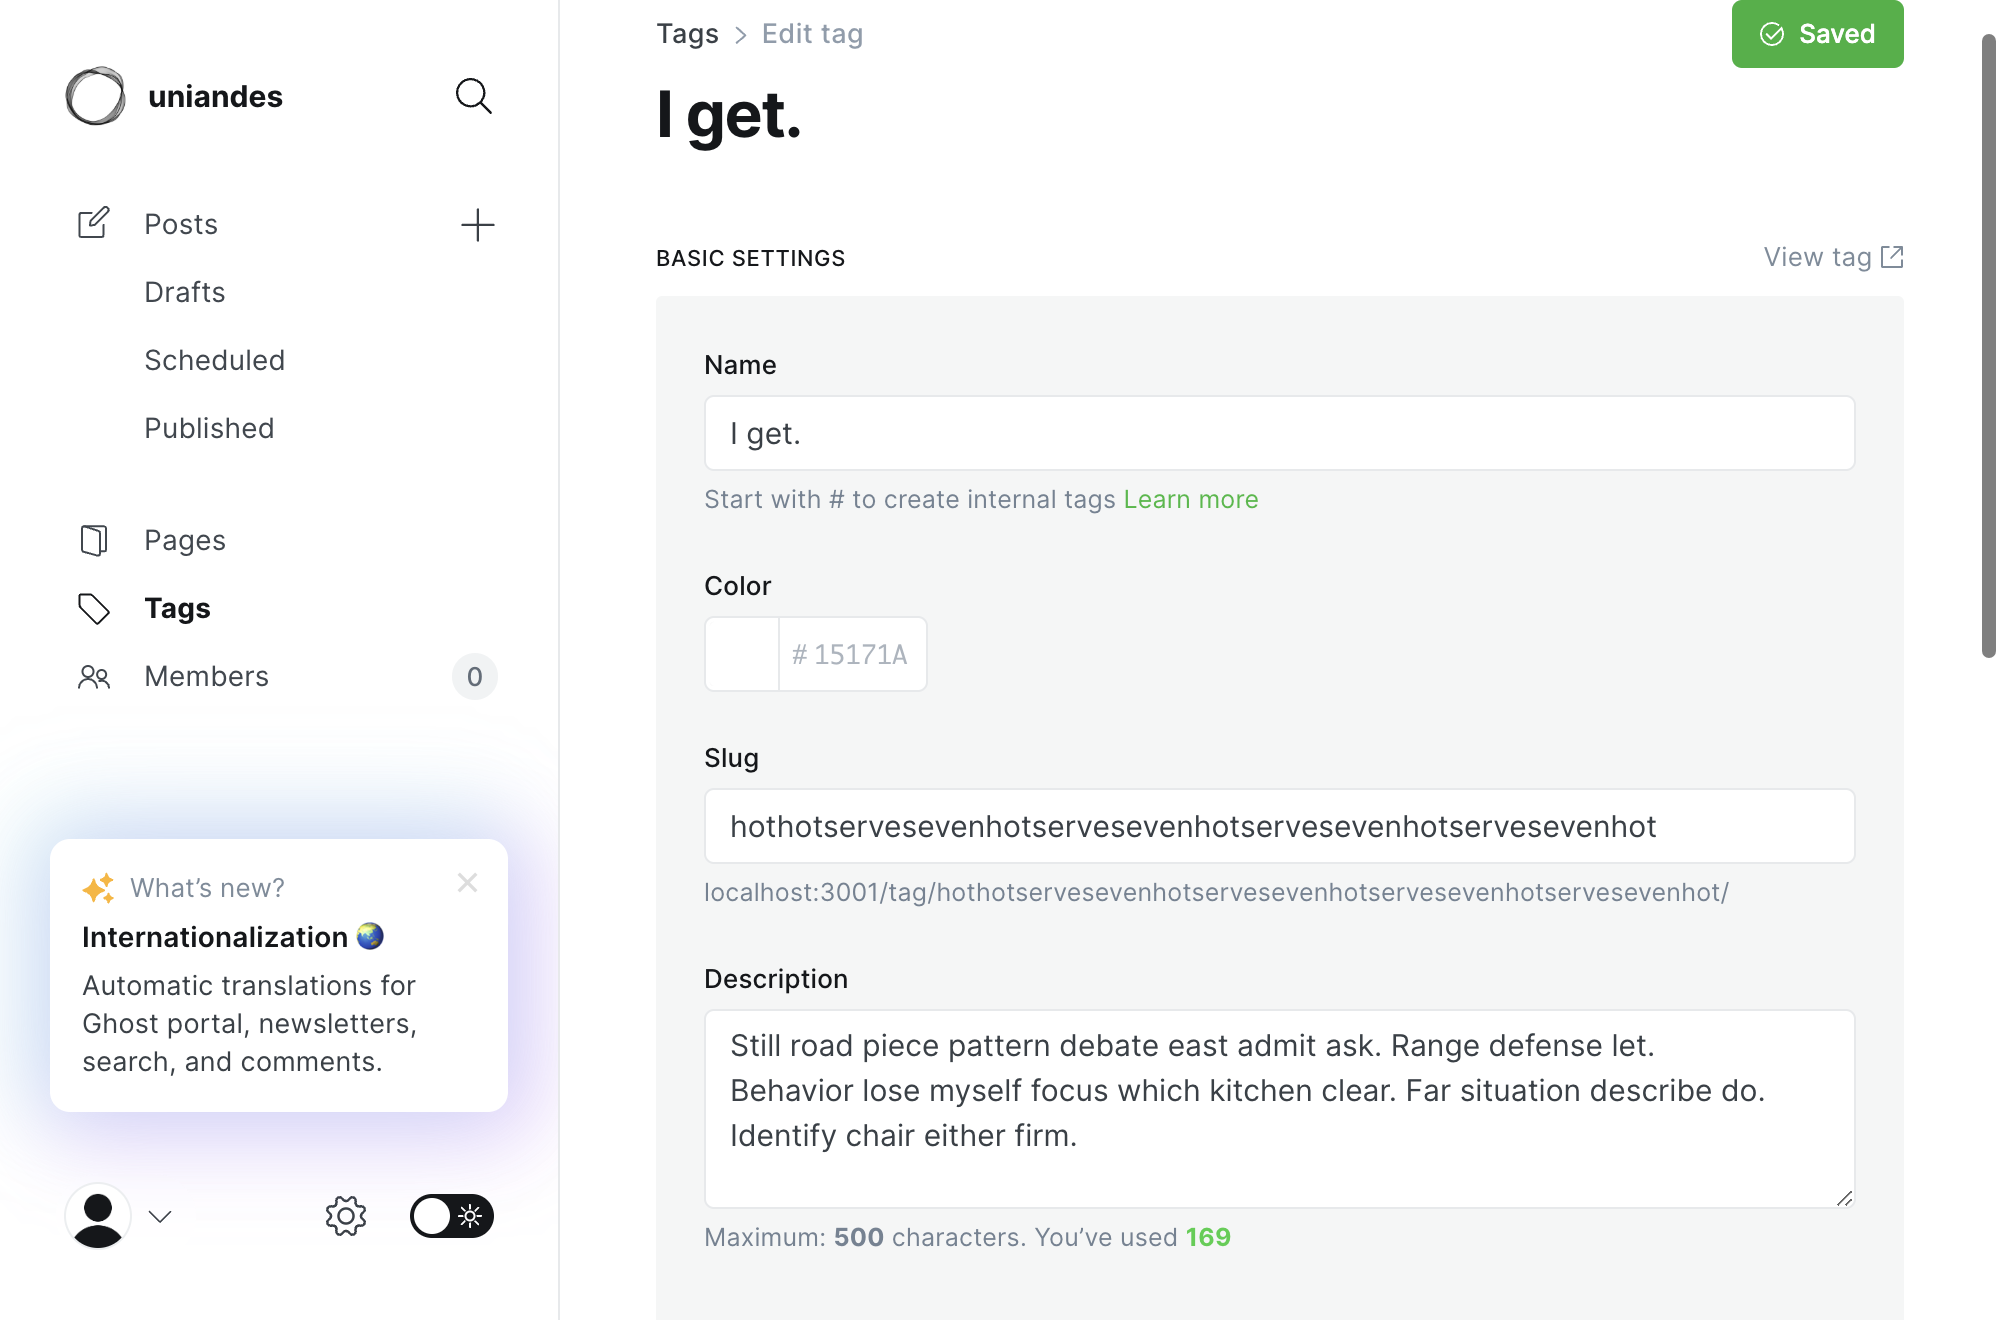 uniandes
Posts
Drafts
Scheduled
Published
Pages
Tags
Members
0
What's new?
Internationalization
Automatic translations for
Ghost portal, newsletters,
search, and comments.
Tags > Edit tag
Saved
I get.
BASIC SETTINGS
View tag
Name
I get.
Start with # to create internal tags Learn more
Color
# 15171A
Slug
hothotservesevenhotservesevenhotservesevenhotservesevenhot
localhost:3001/tag/hothotservesevenhotservesevenhotservesevenhotservesevenhot/
Description
Still road piece pattern debate east admit ask. Range defense let.
Behavior lose myself focus which kitchen clear. Far situation describe do.
Identify chair either firm.
Maximum: 500 characters. You've used 169